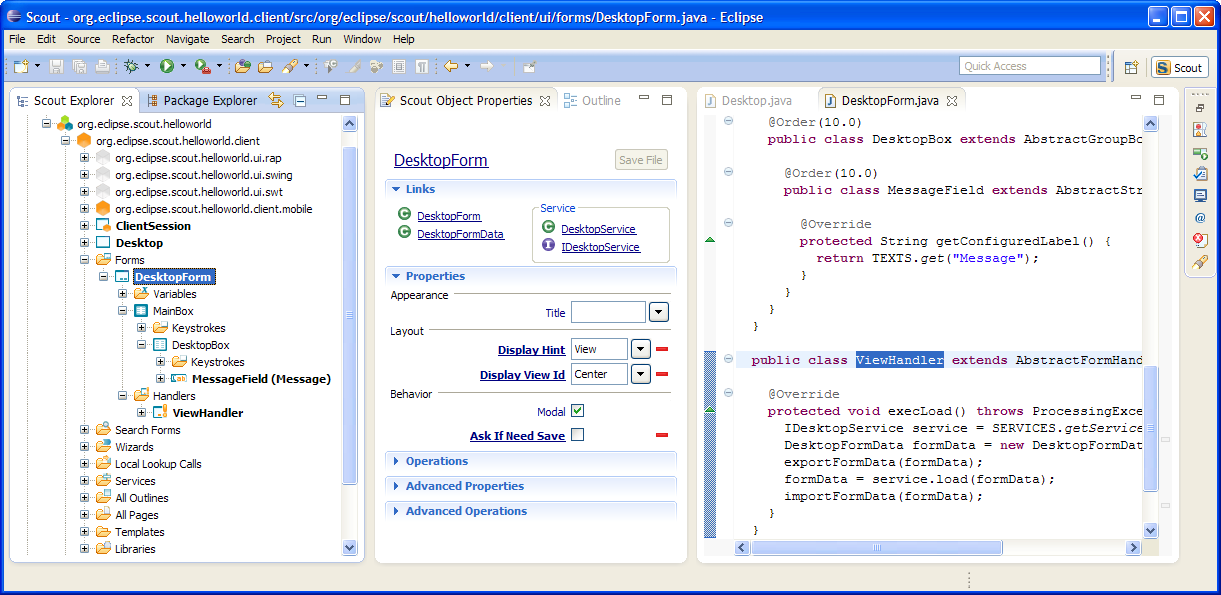 Scout - org.eclipse.scout.helloworld.client/src/org/eclipse/scout/helloworld/client/ui/forms/DesktopForm.java - Eclipse
File Edit Source Refactor Navigate Search Project Run Window Help
Quick Access
Scout
Scout Explorer
Package Explorer
org.eclipse.scout.helloworld
org.eclipse.scout.helloworld.client
org.eclipse.scout.helloworld.ui.rap
org.eclipse.scout.helloworld.ui.swing
org.eclipse.scout.helloworld.ui.swt
org.eclipse.scout.helloworld.client.mobile
ClientSession
Desktop
Forms
DesktopForm
Variables
MainBox
Keystrokes
DesktopBox
Keystrokes
MessageField (Message)
Handlers
ViewHandler
Search Forms
Wizards
Local Lookup Calls
Services
All Outlines
All Pages
Templates
Libraries
Scout Object Properties
Outline
DesktopForm
Save File
Links
DesktopForm
DesktopFormData
Service
DesktopService
IDesktopService
Properties
Appearance
Title
Layout
Display Hint View
Display View Id Center
Behavior
Modal
Ask If Need Save
Operations
Advanced Properties
Advanced Operations
Desktop.java
DesktopForm.java
@Order(10.0)
public class DesktopBox extends AbstractGroupBo
@Order(10.0)
public class MessageField extends AbstractStr
@Override
protected String getConfiguredLabel() {
return TEXTS.get("Message");
}
}
}
}
public class ViewHandler extends AbstractFormHand
@Override
protected void execLoad() throws ProcessingExce
IDesktopService service = SERVICES.getService
DesktopFormData formData = new DesktopFormDat
exportFormData(formData);
formData = service.load(formData);
importFormData(formData);
}
}